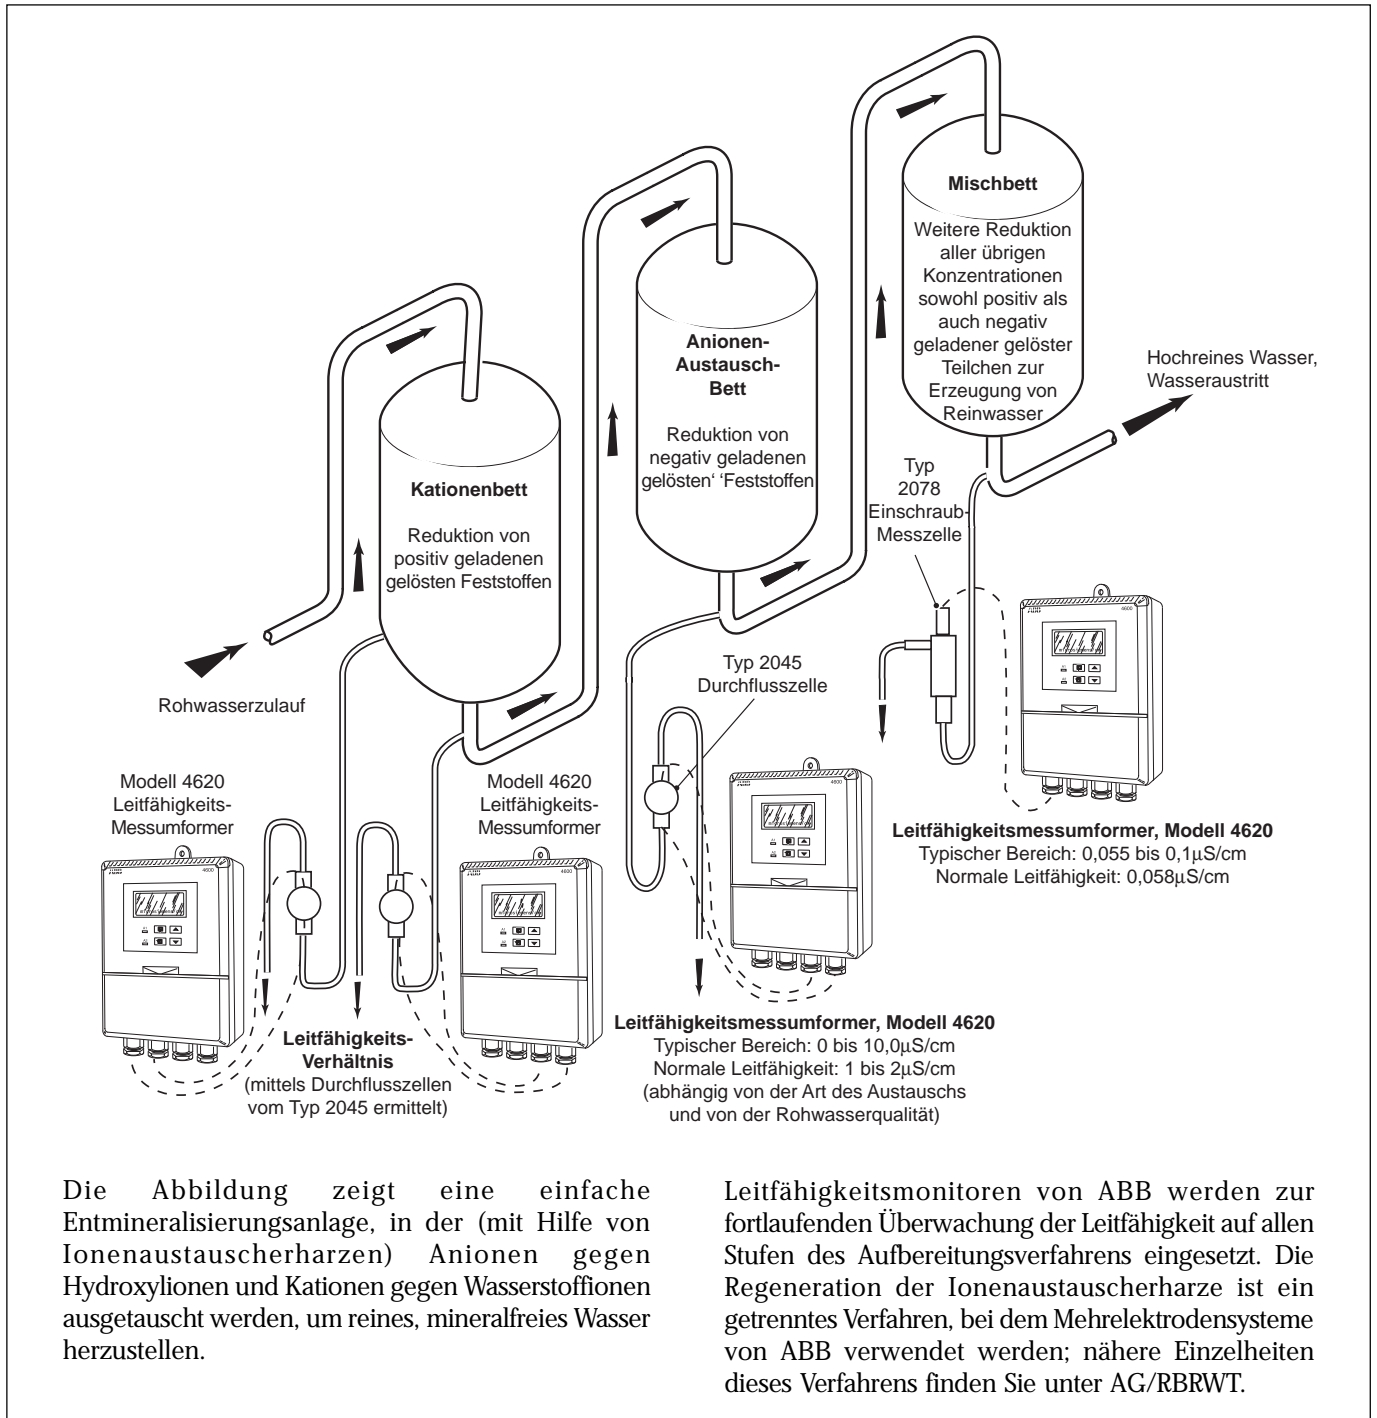 Mischbett
Weitere Reduktion
aller übrigen
Konzentrationen
sowohl positiv als
auch negativ
geladener gelöster
Teilchen zur
Erzeugung von
Reinwasser
Anionen-
Austausch-
Bett
Reduktion von
negativ geladenen
gelösten‘ ‘Feststoffen
Kationenbett
Reduktion von
positiv geladenen
gelösten Feststoffen
Hochreines Wasser,
Wasseraustritt
Typ
2078
Einschraub-
Messzelle
Rohwasserzulauf
Typ 2045
Durchflusszelle
Modell 4620
Leitfähigkeits-
Messumformer
Modell 4620
Leitfähigkeits-
Messumformer
4600
4600
4600
4600
Leitfähigkeitsmessumformer, Modell 4620
Typischer Bereich: 0,055 bis 0,1µS/cm
Normale Leitfähigkeit: 0,058µS/cm
Leitfähigkeits-
Verhältnis
(mittels Durchflusszellen
vom Typ 2045 ermittelt)
Leitfähigkeitsmessumformer, Modell 4620
Typischer Bereich: 0 bis 10,0µS/cm
Normale Leitfähigkeit: 1 bis 2µS/cm
(abhängig von der Art des Austauschs
und von der Rohwasserqualität)
Die Abbildung zeigt eine einfache
Entmineralisierungsanlage, in der (mit Hilfe von
Ionenaustauscherharzen) Anionen gegen
Hydroxylionen und Kationen gegen Wasserstoffionen
ausgetauscht werden, um reines, mineralfreies Wasser
herzustellen.
Leitfähigkeitsmonitoren von ABB werden zur
fortlaufenden Überwachung der Leitfähigkeit auf allen
Stufen des Aufbereitungsverfahrens eingesetzt. Die
Regeneration der Ionenaustauscherharze ist ein
getrenntes Verfahren, bei dem Mehrelektrodensysteme
von ABB verwendet werden; nähere Einzelheiten
dieses Verfahrens finden Sie unter AG/RBRWT.